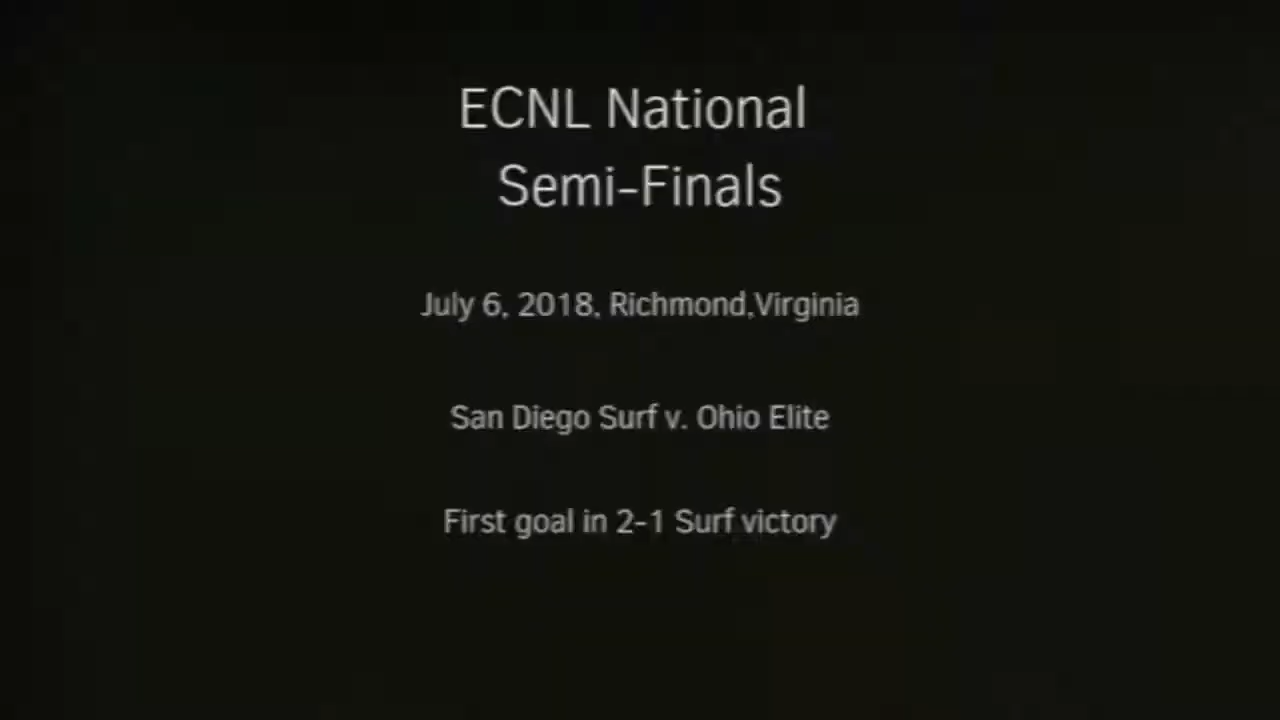 ECNL National
Semi-Finals
July 6, 2018, Richmond,Virginia
San Diego Surf v. Ohio Elite
First goal in 2-1 Surf victory